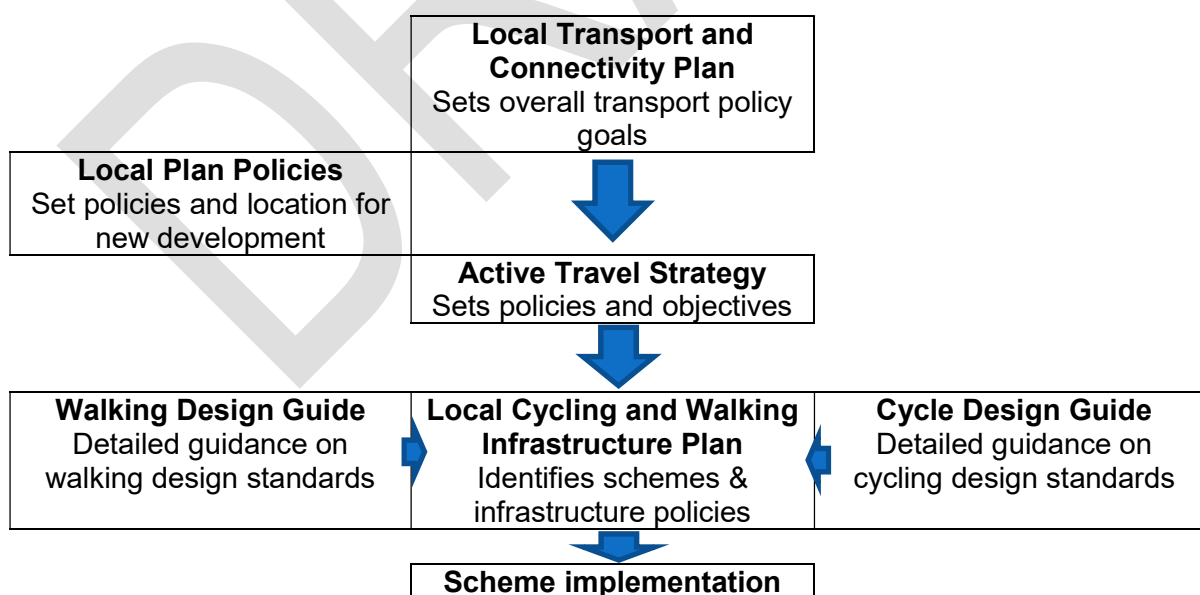 Local Transport and
Connectivity Plan
Sets overall transport policy
goals
Local Plan Policies
Set policies and location for
new development
Active Travel Strategy
Sets policies and objectives
Walking Design Guide
Detailed guidance on
walking design standards
Local Cycling and Walking
Infrastructure Plan
Identifies schemes &
infrastructure policies
Cycle Design Guide
Detailed guidance on
cycling design standards
Scheme implementation